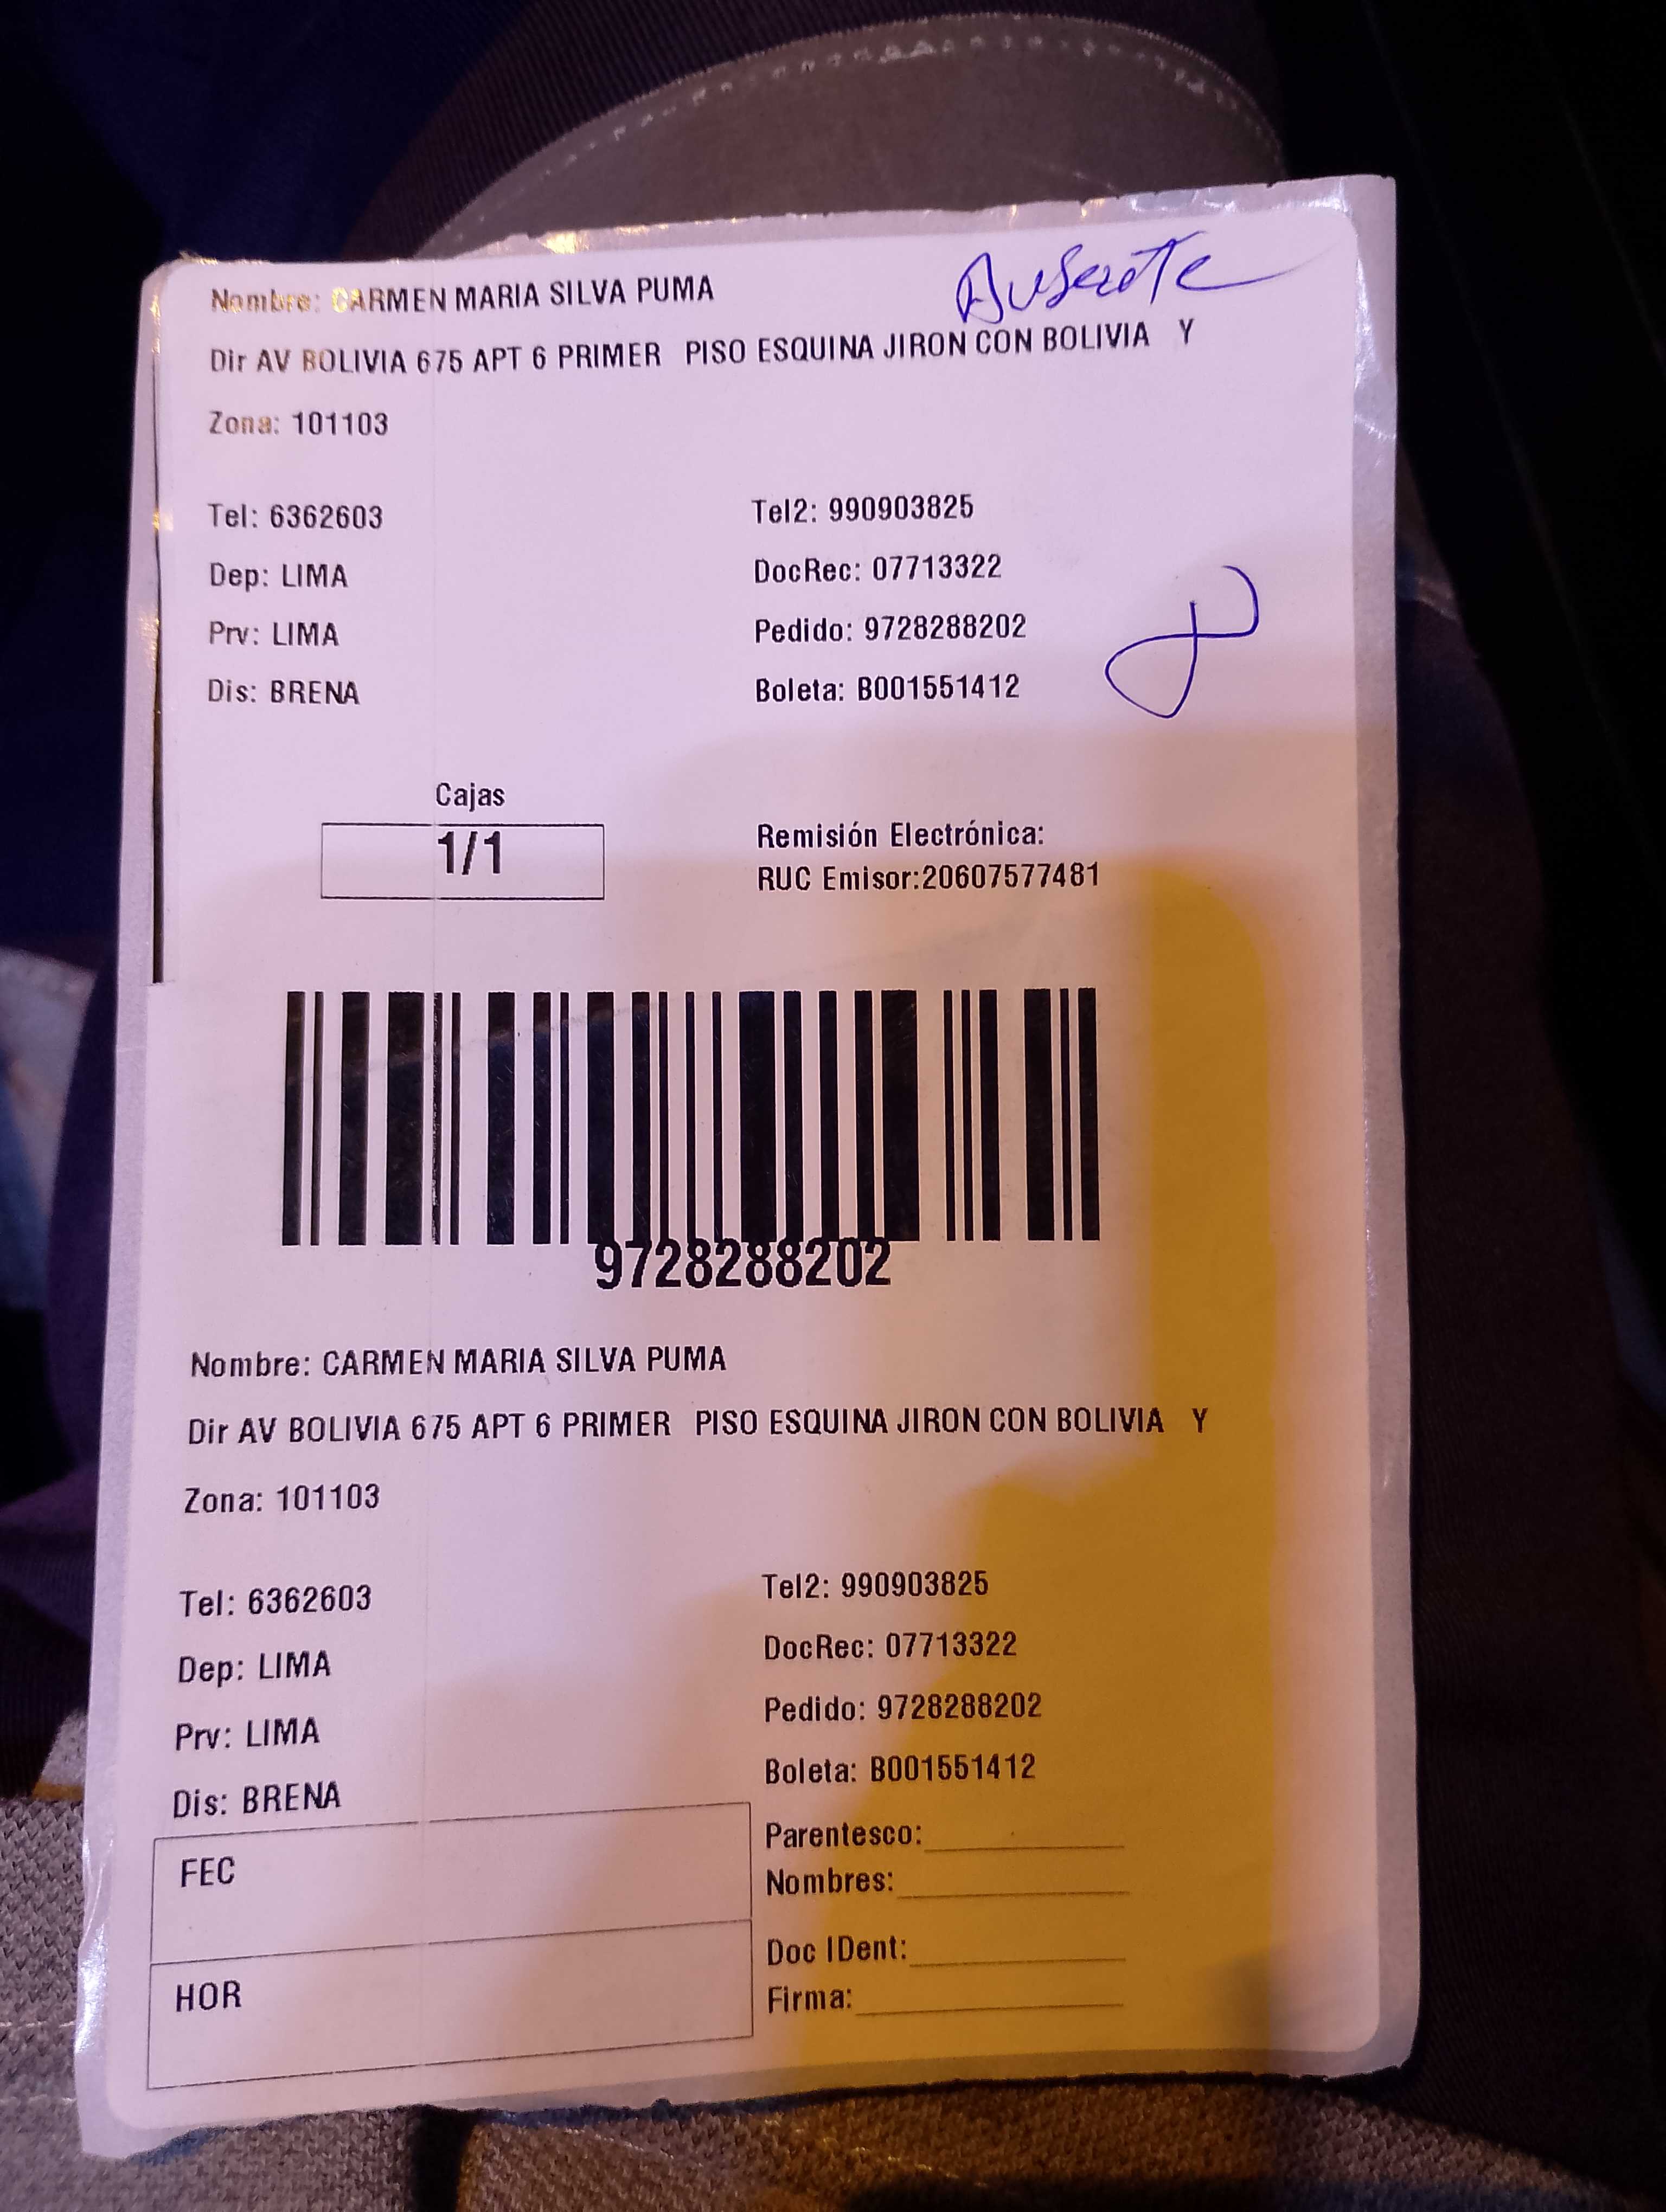 Nombre: CARMEN MARIA SILVA PUMA
Ausente
Dir AV BOLIVIA 675 APT 6 PRIMER PISO ESQUINA JIRON CON BOLIVIA Y
Zona: 101103
Tel: 6362603
Tel2: 990903825
Dep: LIMA
DocRec: 07713322
Prv: LIMA
Pedido: 9728288202
Dis: BRENA
Boleta: B001551412
Cajas
1/1
Remisión Electrónica:
RUC Emisor:20607577481
9728288202
Nombre: CARMEN MARIA SILVA PUMA
Dir AV BOLIVIA 675 APT 6 PRIMER PISO ESQUINA JIRON CON BOLIVIA Y
Zona: 101103
Tel: 6362603
Tel2: 990903825
Dep: LIMA
DocRec: 07713322
Prv: LIMA
Pedido: 9728288202
Dis: BRENA
Boleta: B001551412
FEC
HOR
Parentesco:
Nombres:
Doc IDent:
Firma: